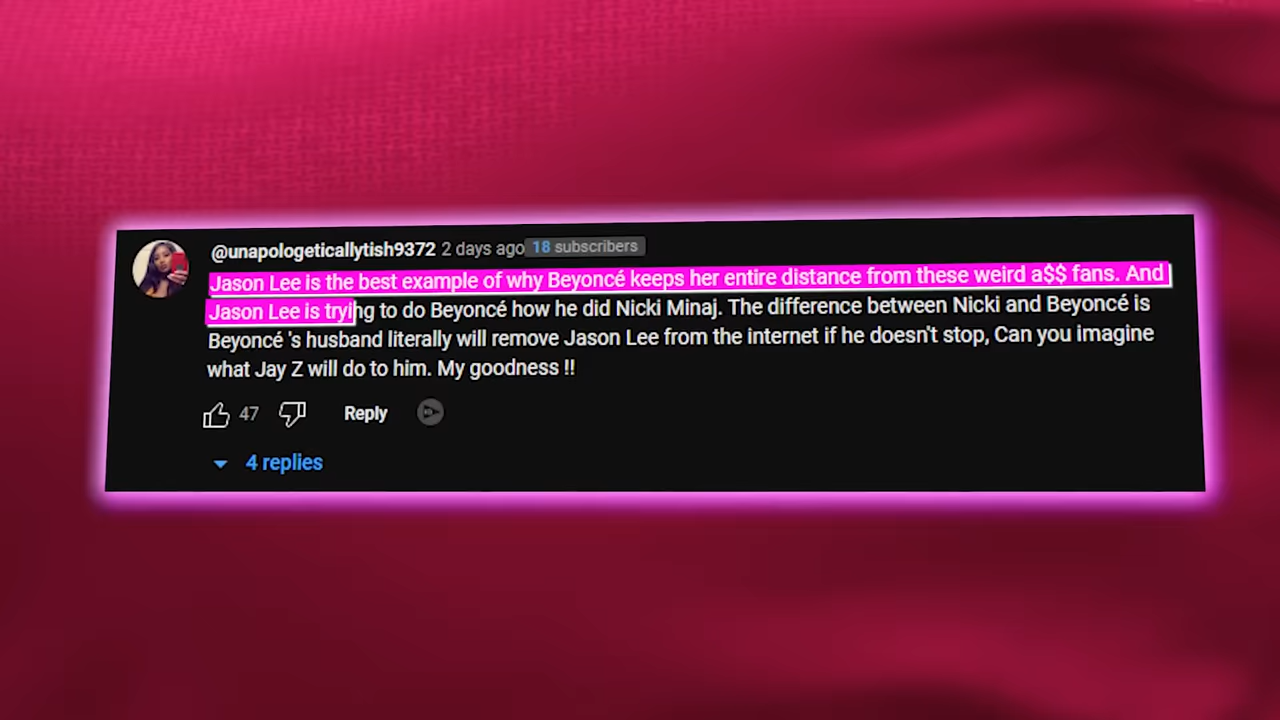 @unapologeticallytish9372 2 days ago 18 subscribers
Jason Lee is the best example of why Beyoncé keeps her entire distance from these weird a$$ fans. And
Jason Lee is trying to do Beyoncé how he did Nicki Minaj. The difference between Nicki and Beyoncé is
Beyoncé 's husband literally will remove Jason Lee from the internet if he doesn't stop, Can you imagine
what Jay Z will do to him. My goodness !!
47 Reply
4 replies